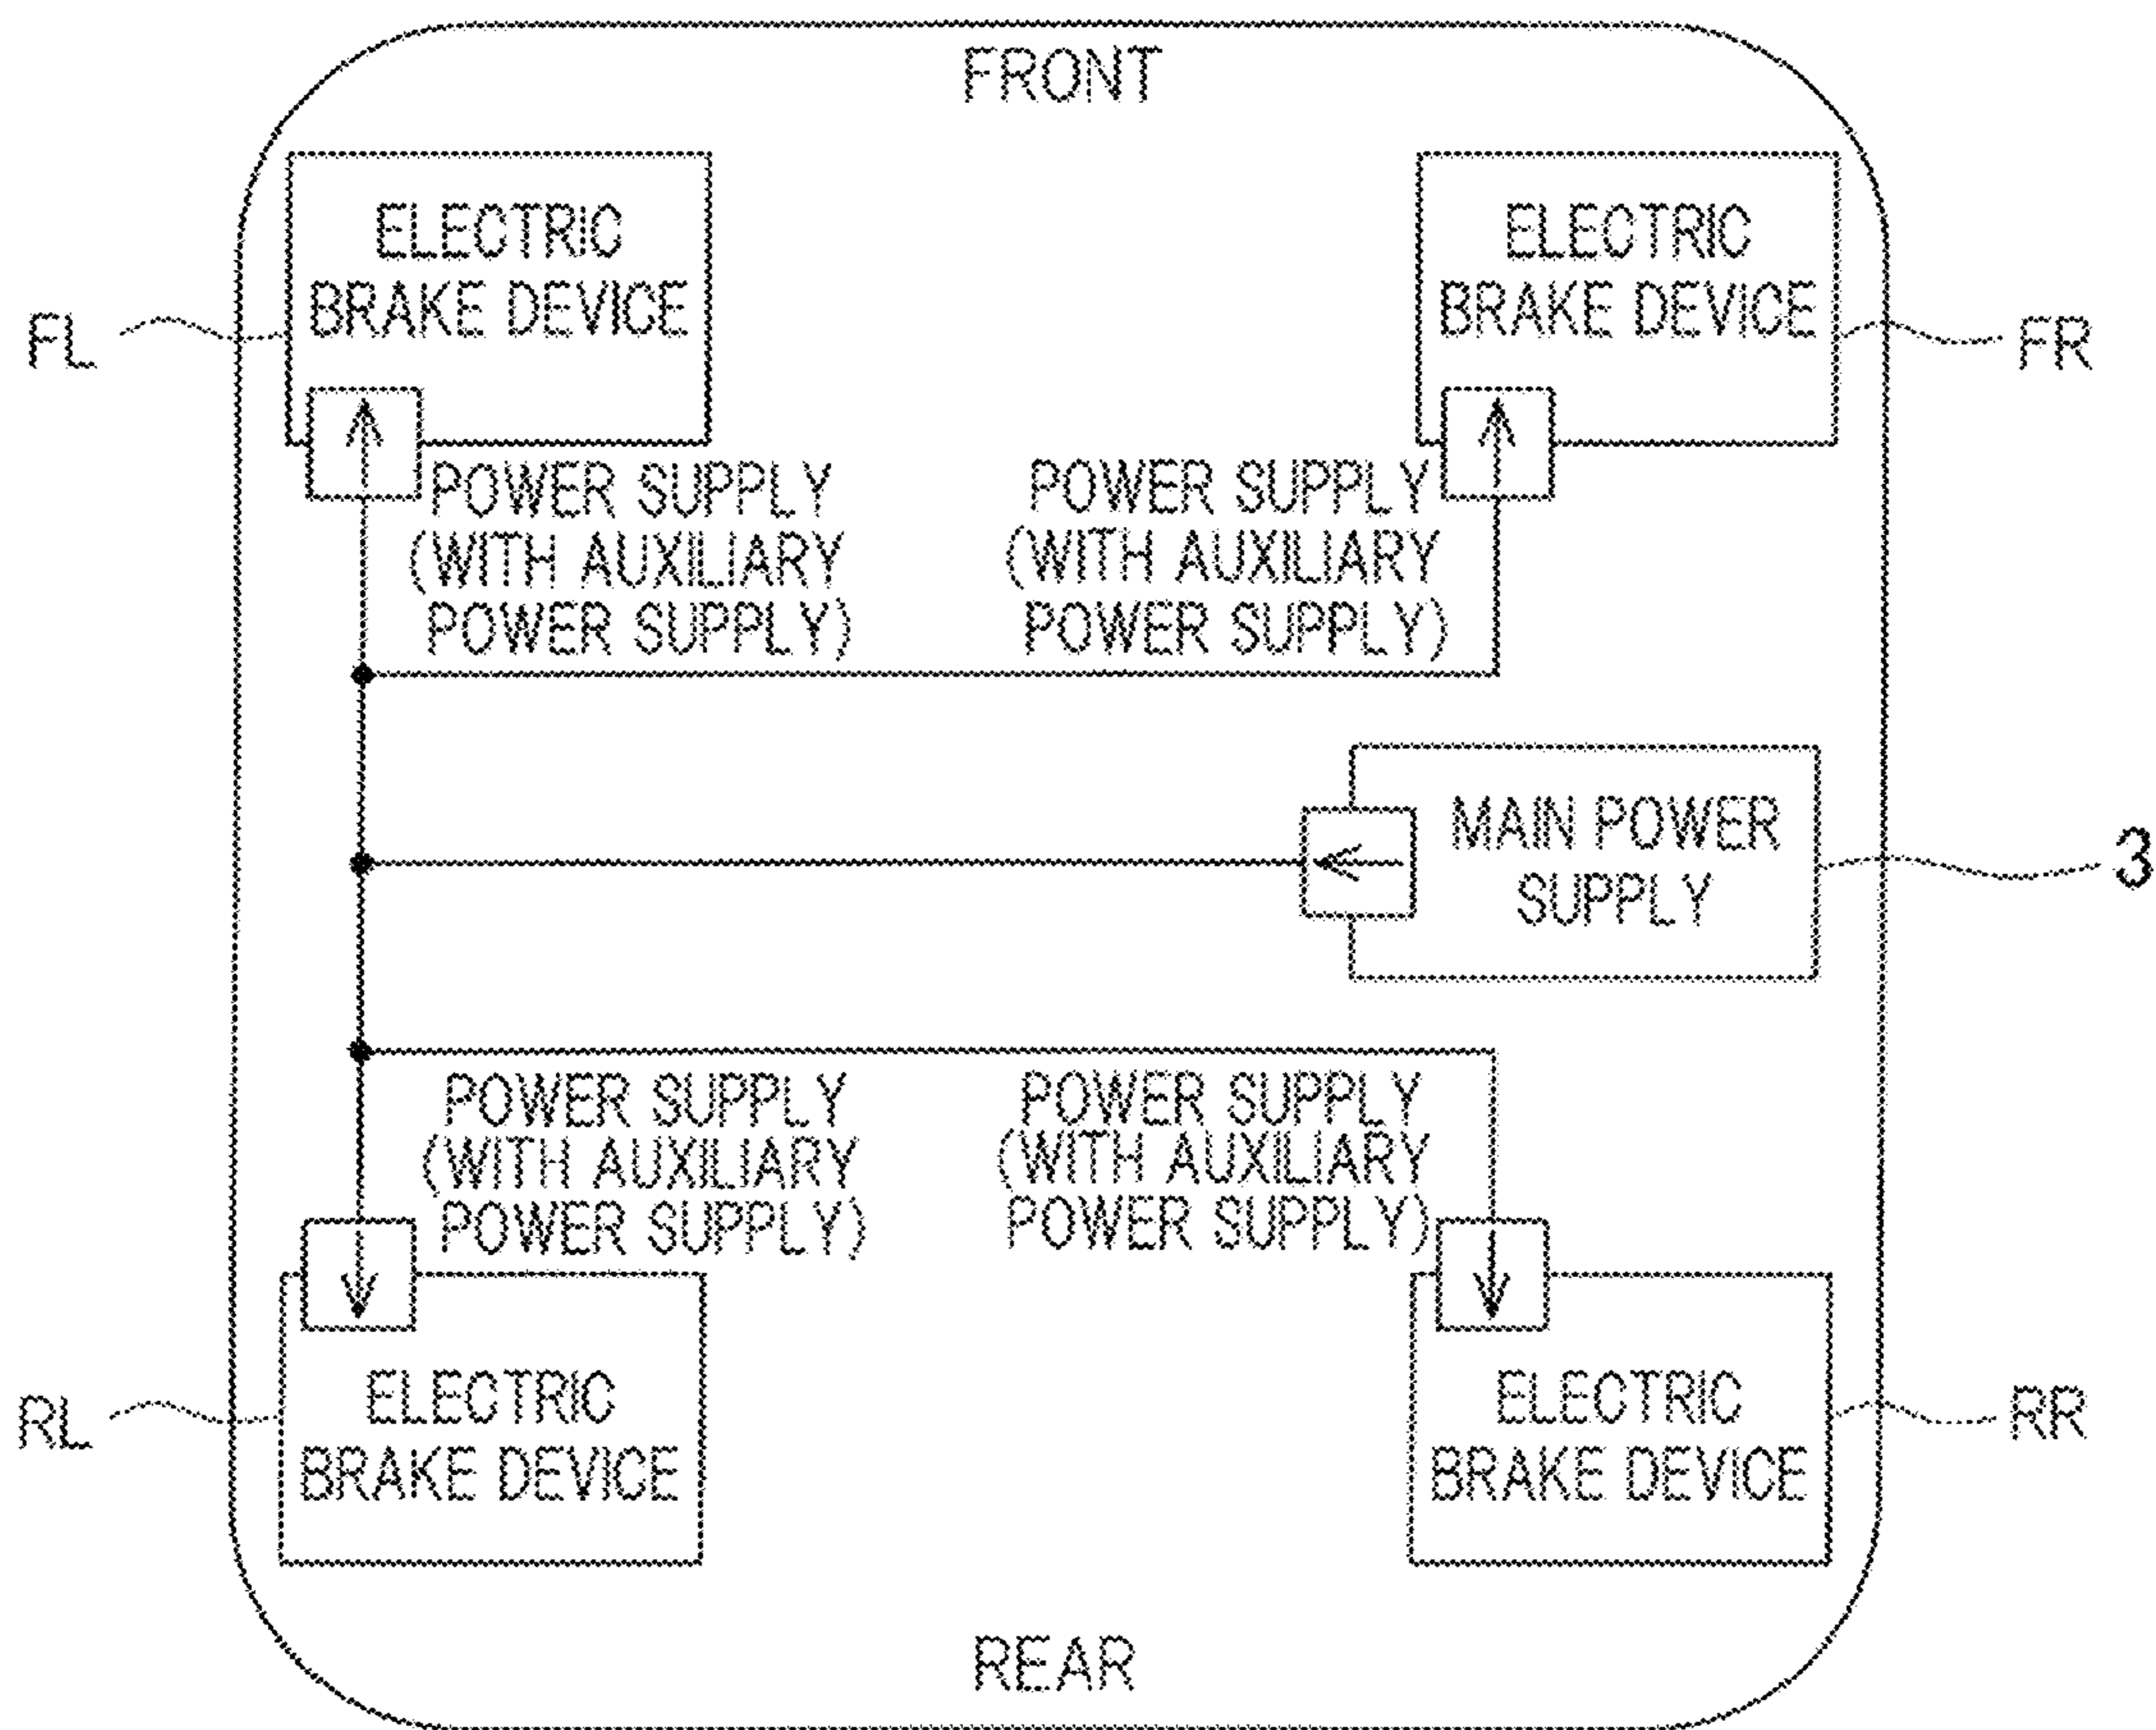 FRONT
ELECTRIC
BRAKE DEVICE
ELECTRIC
BRAKE DEVICE
FL
FR
POWER SUPPLY
(WITH AUXILIARY
POWER SUPPLY)
POWER SUPPLY
(WITH AUXILIARY
POWER SUPPLY)
MAIN POWER
SUPPLY
3
POWER SUPPLY
(WITH AUXILIARY
POWER SUPPLY)
POWER SUPPLY
(WITH AUXILIARY
POWER SUPPLY)
RL
ELECTRIC
BRAKE DEVICE
ELECTRIC
BRAKE DEVICE
RR
REAR